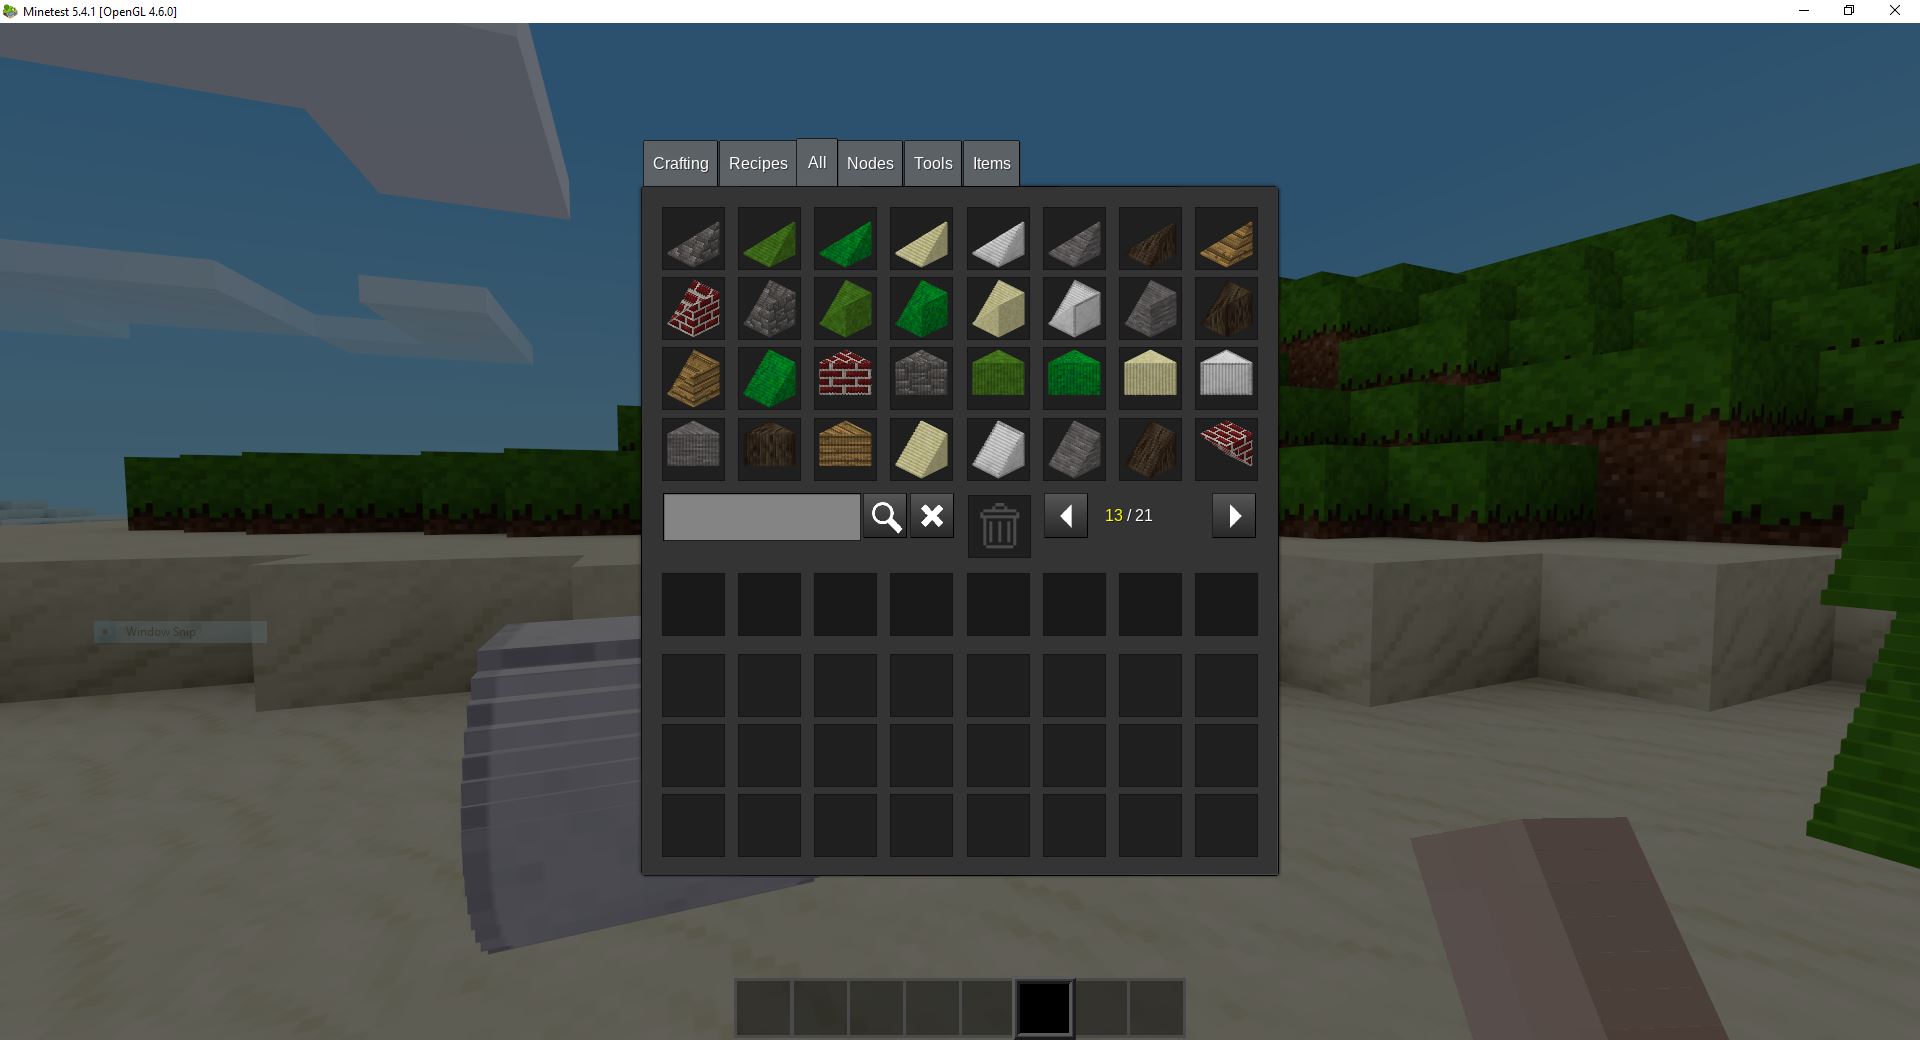 Minetest 5.4.1 [OpenGL 4.6.0]
Crafting Recipes All Nodes Tools Items
13 / 21
Window Snip